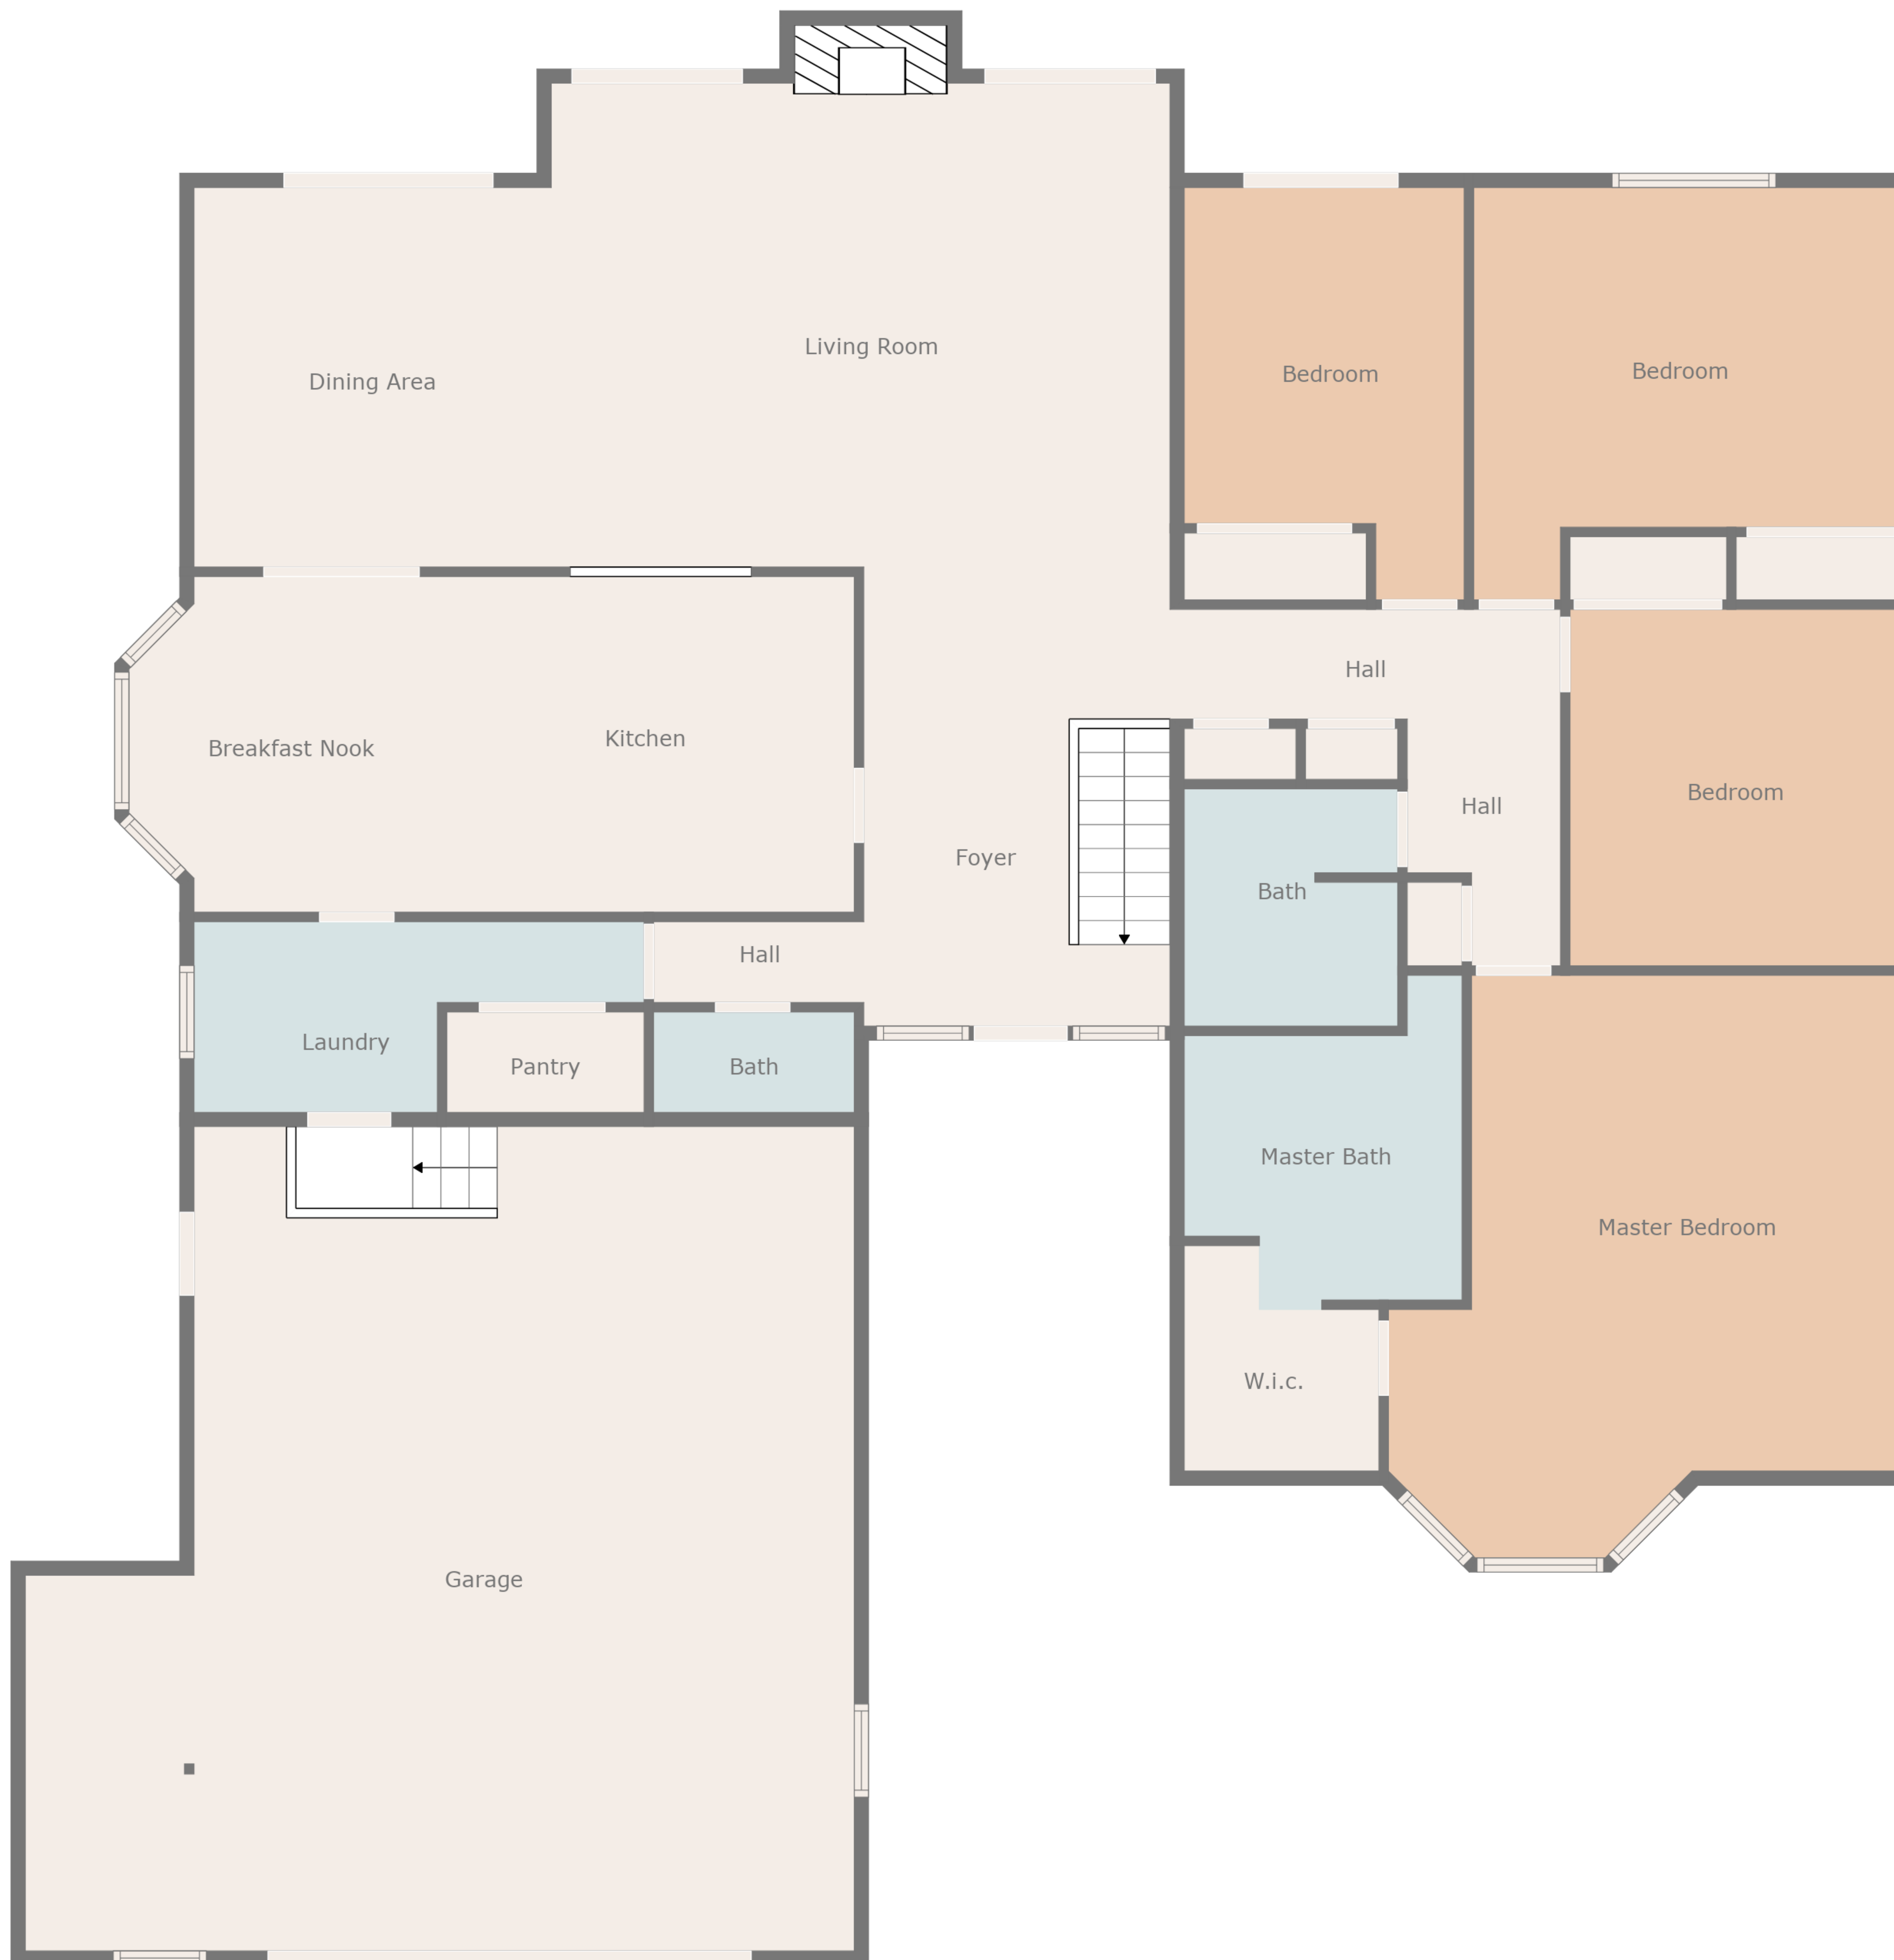 Living Room
Bedroom
Bedroom
Dining Area
Hall
Kitchen
Breakfast Nook
Bedroom
Hall
Foyer
Bath
Hall
Laundry
Pantry
Bath
Master Bath
Master Bedroom
W.i.c.
Garage